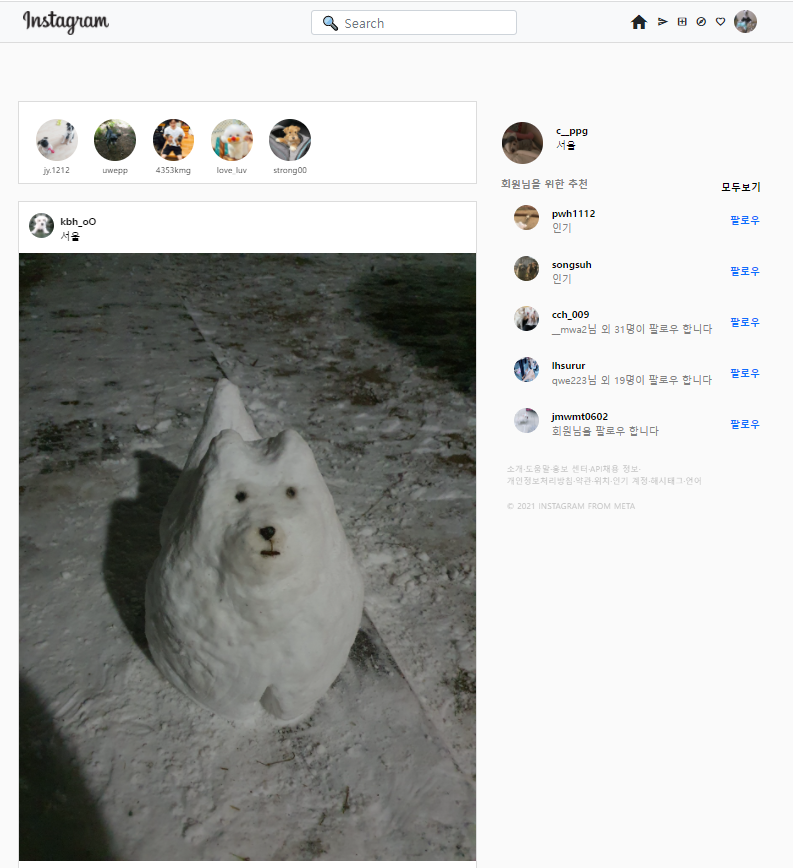 Instagram
Search
jy.1212
uwepp
4353kmg
love_luv
strong00
c__ppg
서울
회원님을 위한 추천
모두보기
pwh1112
인기
팔로우
songsuh
인기
팔로우
cch_009
__mwa2님 외 31명이 팔로우 합니다
팔로우
lhsurur
qwe223님 외 19명이 팔로우 합니다
팔로우
jmwmt0602
회원님을 팔로우 합니다
팔로우
소개·도움말·홍보 센터·API채용 정보·
개인정보처리방침·약관·위치·인기 계정·해시태그·언어
© 2021 INSTAGRAM FROM META
kbh_oO
서울